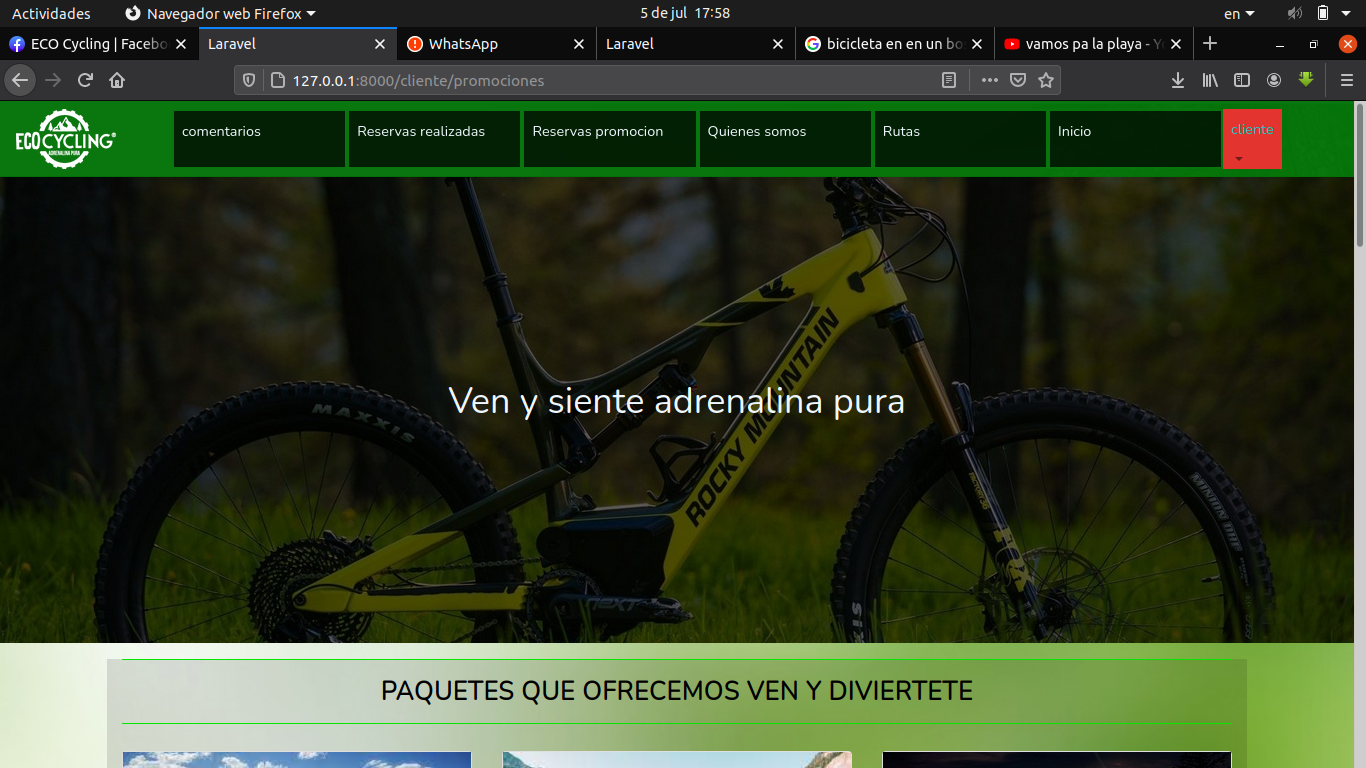 Actividades
Navegador web Firefox
5 de jul 17:58
en
ECO Cycling | Facebo
Laravel
WhatsApp
Laravel
bicicleta en en un bo
vamos pa la playa - Yo
127.0.0.1:8000/cliente/promociones
ECO CYCLING
ADRENALINA PURA
comentarios
Reservas realizadas
Reservas promocion
Quienes somos
Rutas
Inicio
cliente
Ven y siente adrenalina pura
MAXXIS
ROCKY MOUNTAIN
MINION DHF
PAQUETES QUE OFRECEMOS VEN Y DIVIERTETE